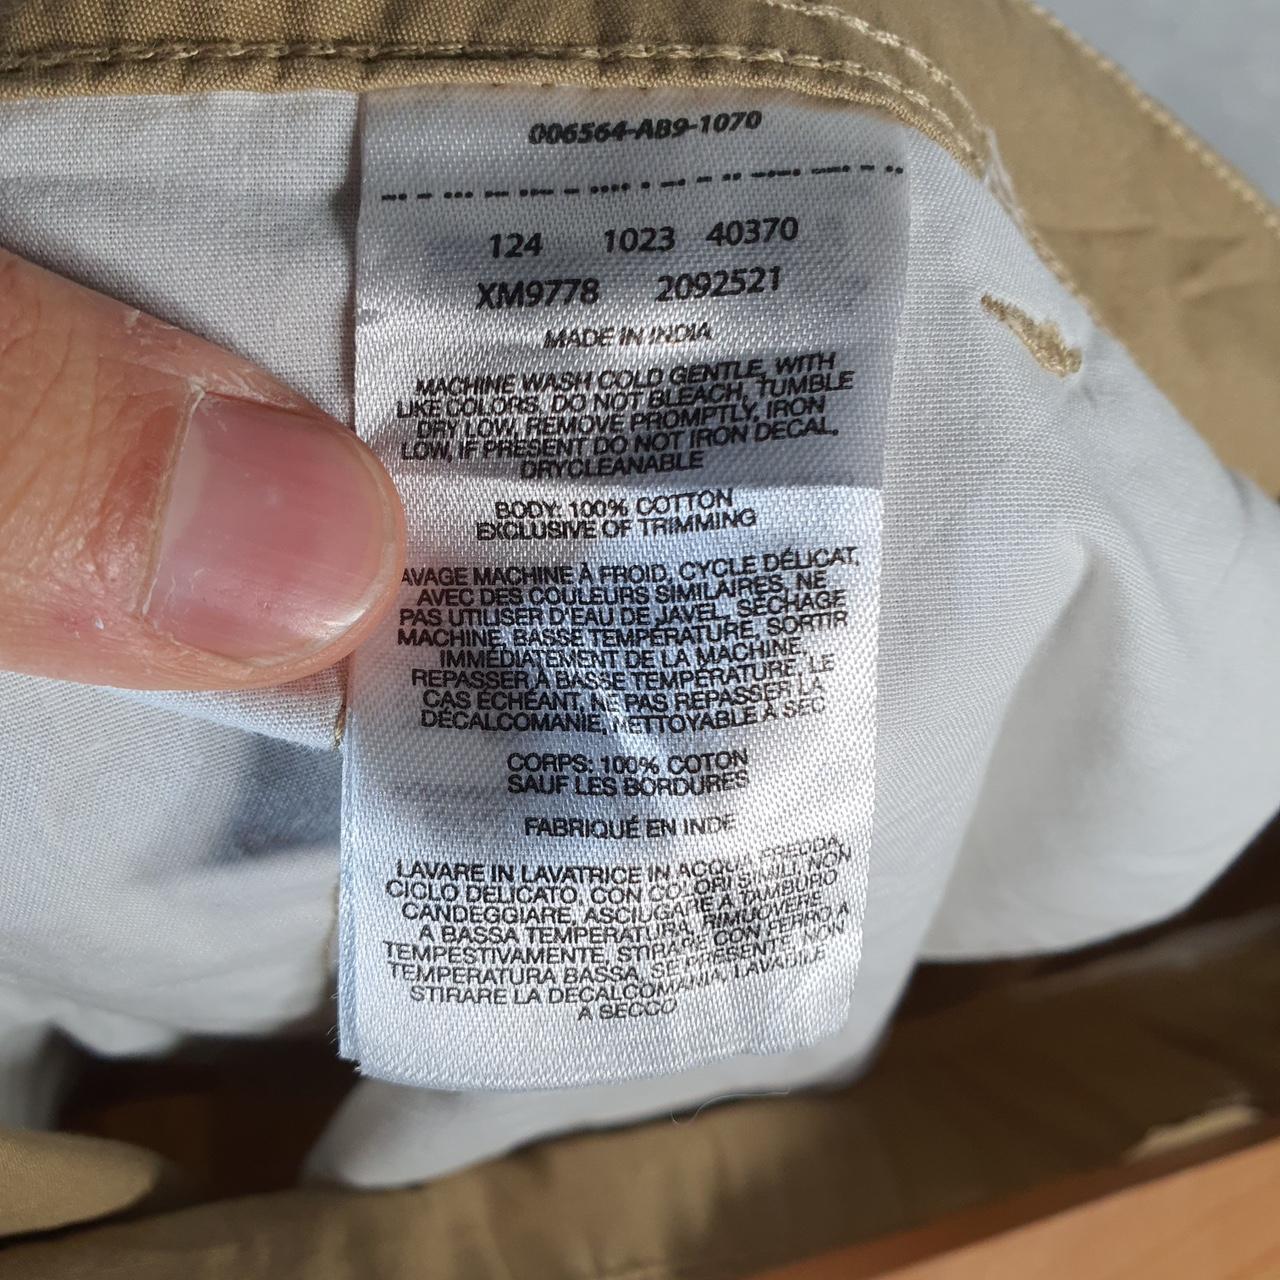 006564-AB9-1070
124 1023 40370
XM9778 2092521
MADE IN INDIA
MACHINE WASH COLD GENTLE, WITH
LIKE COLORS, DO NOT BLEACH, TUMBLE
DRY LOW, REMOVE PROMPTLY, IRON
LOW, IF PRESENT DO NOT IRON DECAL,
DRYCLEANABLE
BODY: 100% COTTON
EXCLUSIVE OF TRIMMING
AVAGE MACHINE À FROID, CYCLE DÉLICAT,
AVEC DES COULEURS SIMILAIRES, NE
PAS UTILISER D'EAU DE JAVEL, SÉCHAGE
MACHINE, BASSE TEMPÉRATURE, SORTIR
IMMÉDIATEMENT DE LA MACHINE,
REPASSER À BASSE TEMPÉRATURE, LE
CAS ÉCHÉANT, NE PAS REPASSER LA
DÉCALCOMANIE, NETTOYABLE À SEC
CORPS: 100% COTON
SAUF LES BORDURES
FABRIQUÉ EN INDE
LAVARE IN LAVATRICE IN ACQUA FREDDA,
CICLO DELICATO, CON COLORI SIMILI, NON
CANDEGGIARE, ASCIUGARE A TAMBURO
A BASSA TEMPERATURA, RIMUOVERE
TEMPESTIVAMENTE, STIRARE CON FERRO A
TEMPERATURA BASSA, SE PRESENTE, NON
STIRARE LA DECALCOMANIA, LAVABILE
A SECCO